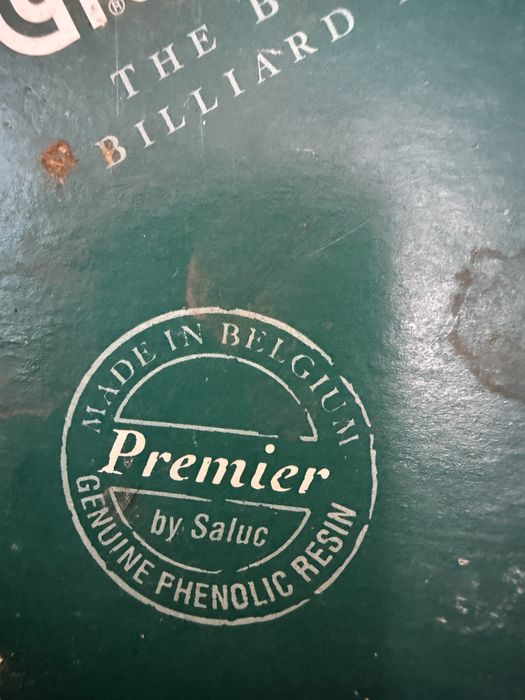 ®
THE B
BILLIARD
MADE IN BELGIUM
Premier
by Saluc
GENUINE PHENOLIC RESIN